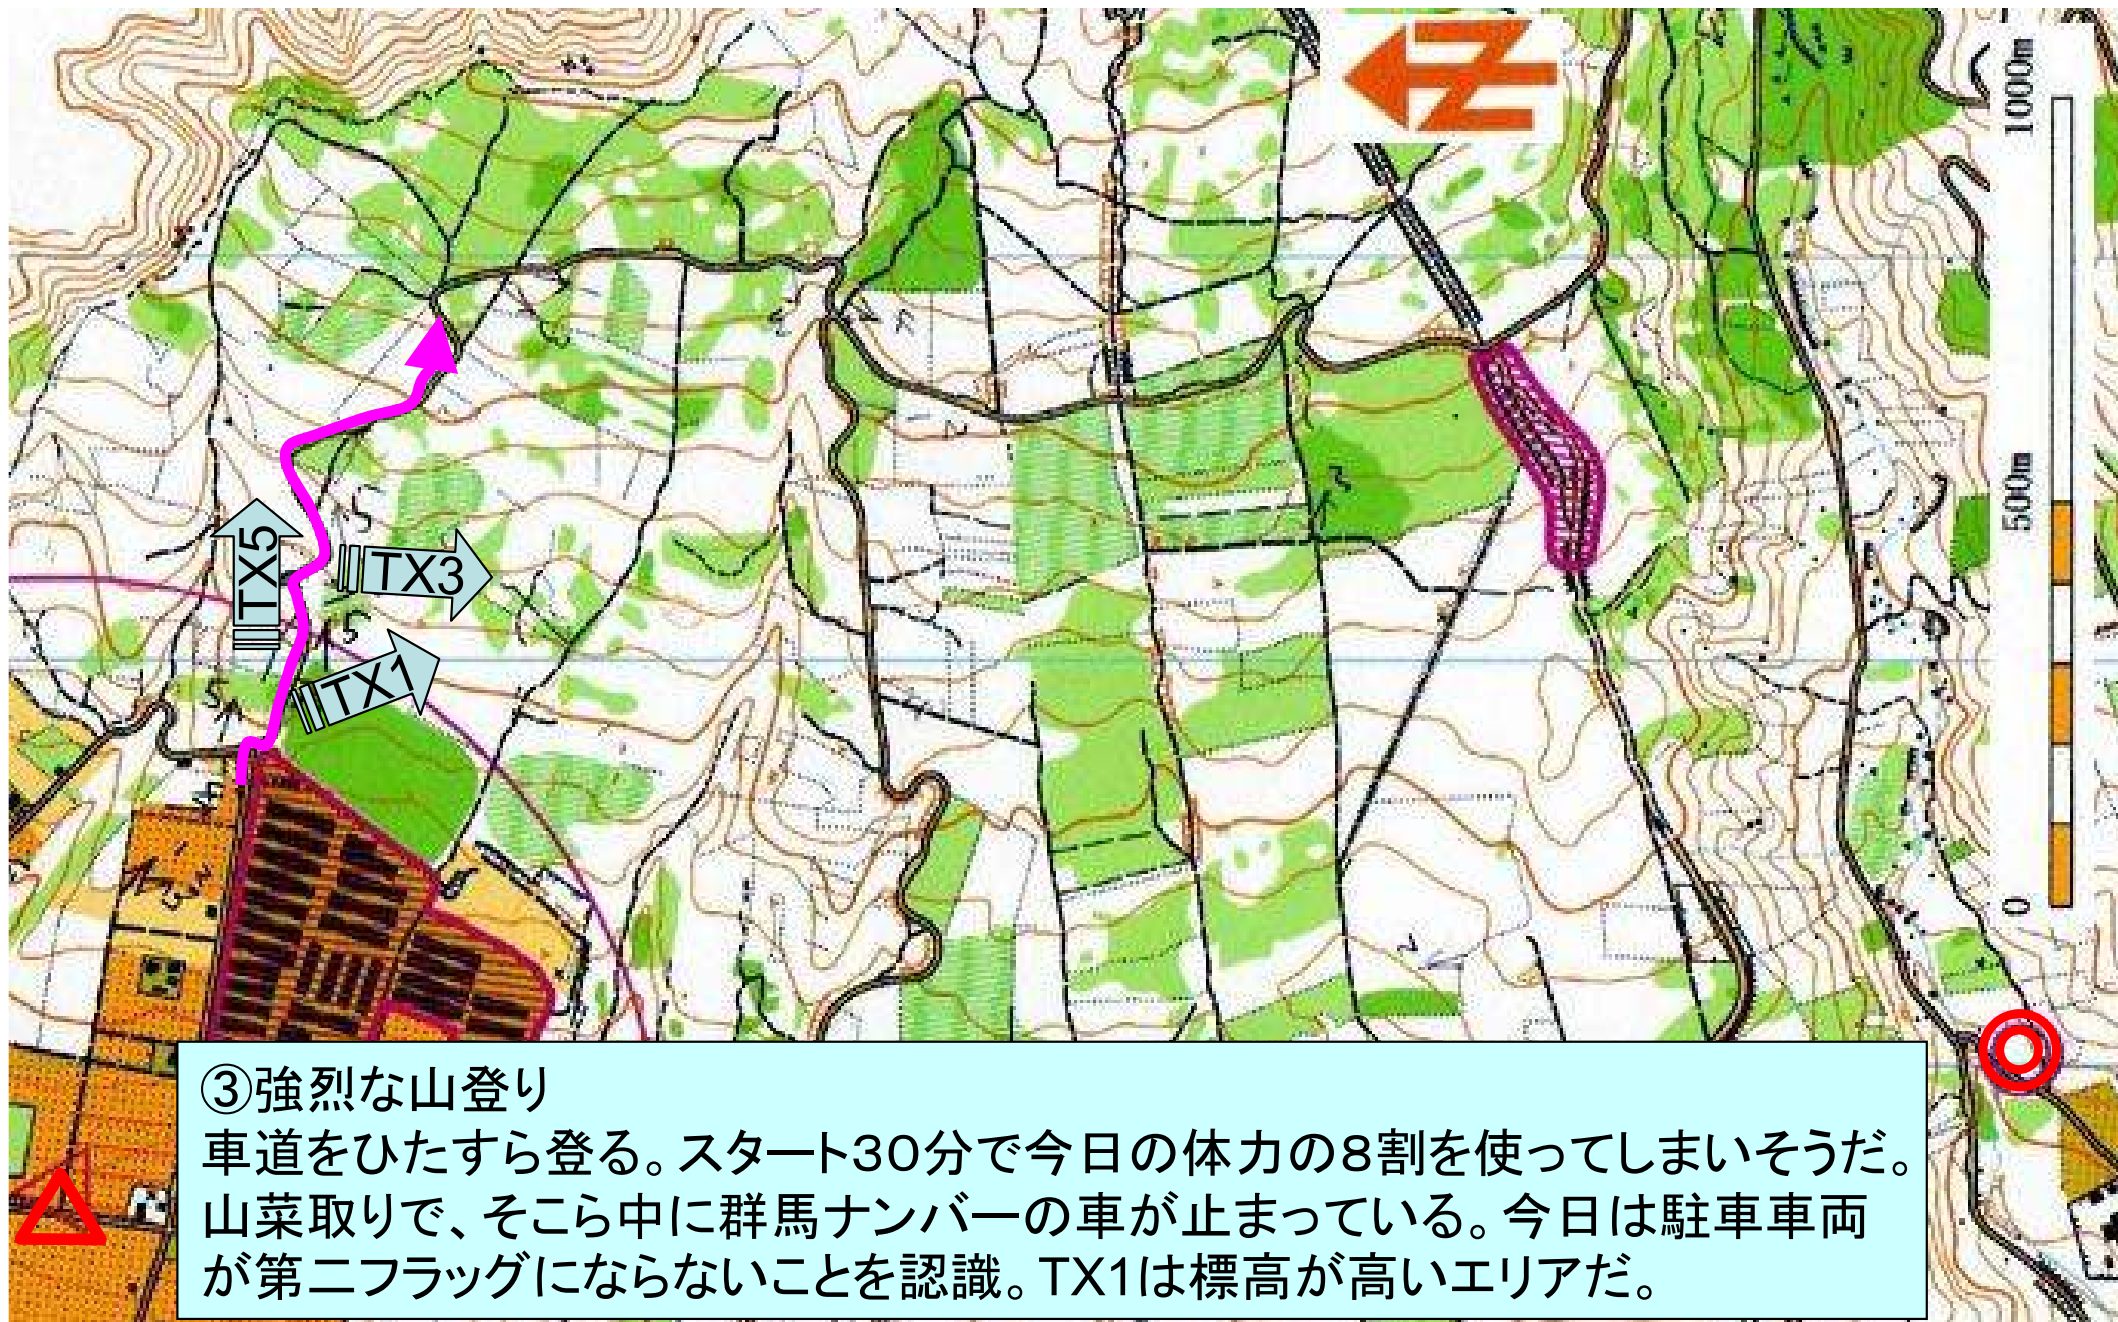 N
1000m
500m
0
TX5
TX3
TX1
③強烈な山登り
車道をひたすら登る。スタート30分で今日の体力の8割を使ってしまいそうだ。
山菜取りで、そこら中に群馬ナンバーの車が止まっている。今日は駐車車両
が第二フラッグにならないことを認識。TX1は標高が高いエリアだ。